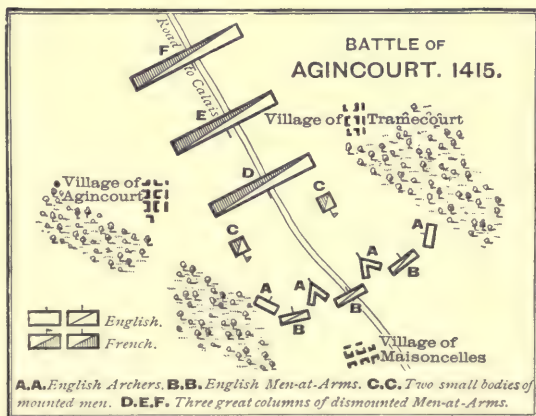 BATTLE OF
AGINCOURT. 1415.
Road to Calais
F
E
D
Village of Tramecourt
Village of
Agincourt
C
C
A
A
B
A
A
B
B
Village of
Maisoncelles
English.
French.
A.A. English Archers. B.B. English Men-at-Arms. C.C. Two small bodies of
mounted men. D.E.F. Three great columns of dismounted Men-at-Arms.